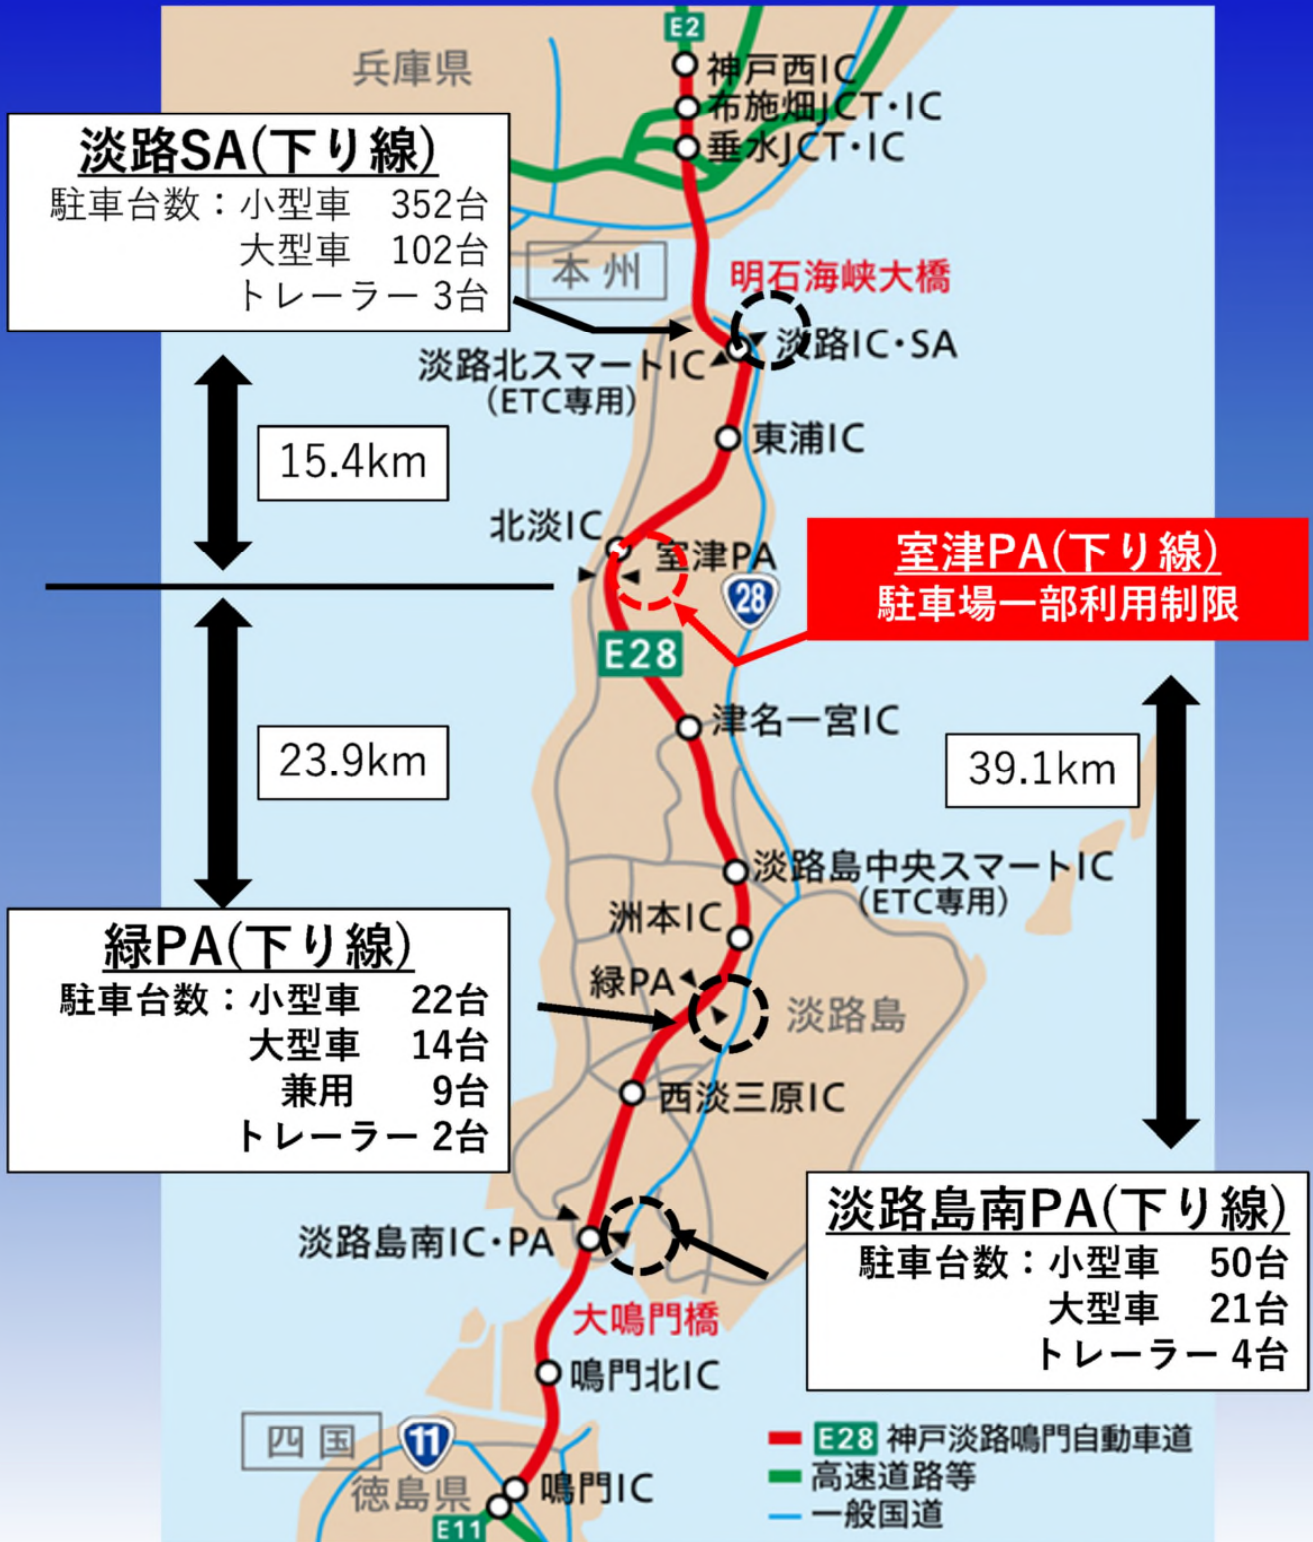 E2
兵庫県
神戸西IC
布施畑JCT・IC
垂水JCT・IC
淡路SA(下り線)
駐車台数：小型車 352台
大型車 102台
トレーラー 3台
本州
明石海峡大橋
淡路IC・SA
淡路北スマートIC
(ETC専用)
15.4km
東浦IC
北淡IC
室津PA
28
室津PA(下り線)
駐車場一部利用制限
E28
23.9km
津名一宮IC
39.1km
淡路島中央スマートIC
(ETC専用)
洲本IC
緑PA(下り線)
駐車台数：小型車 22台
大型車 14台
兼用 9台
トレーラー 2台
緑PA
淡路島
西淡三原IC
淡路島南IC・PA
淡路島南PA(下り線)
駐車台数：小型車 50台
大型車 21台
トレーラー 4台
大鳴門橋
鳴門北IC
四国
11
徳島県
鳴門IC
E11
E28 神戸淡路鳴門自動車道
高速道路等
一般国道